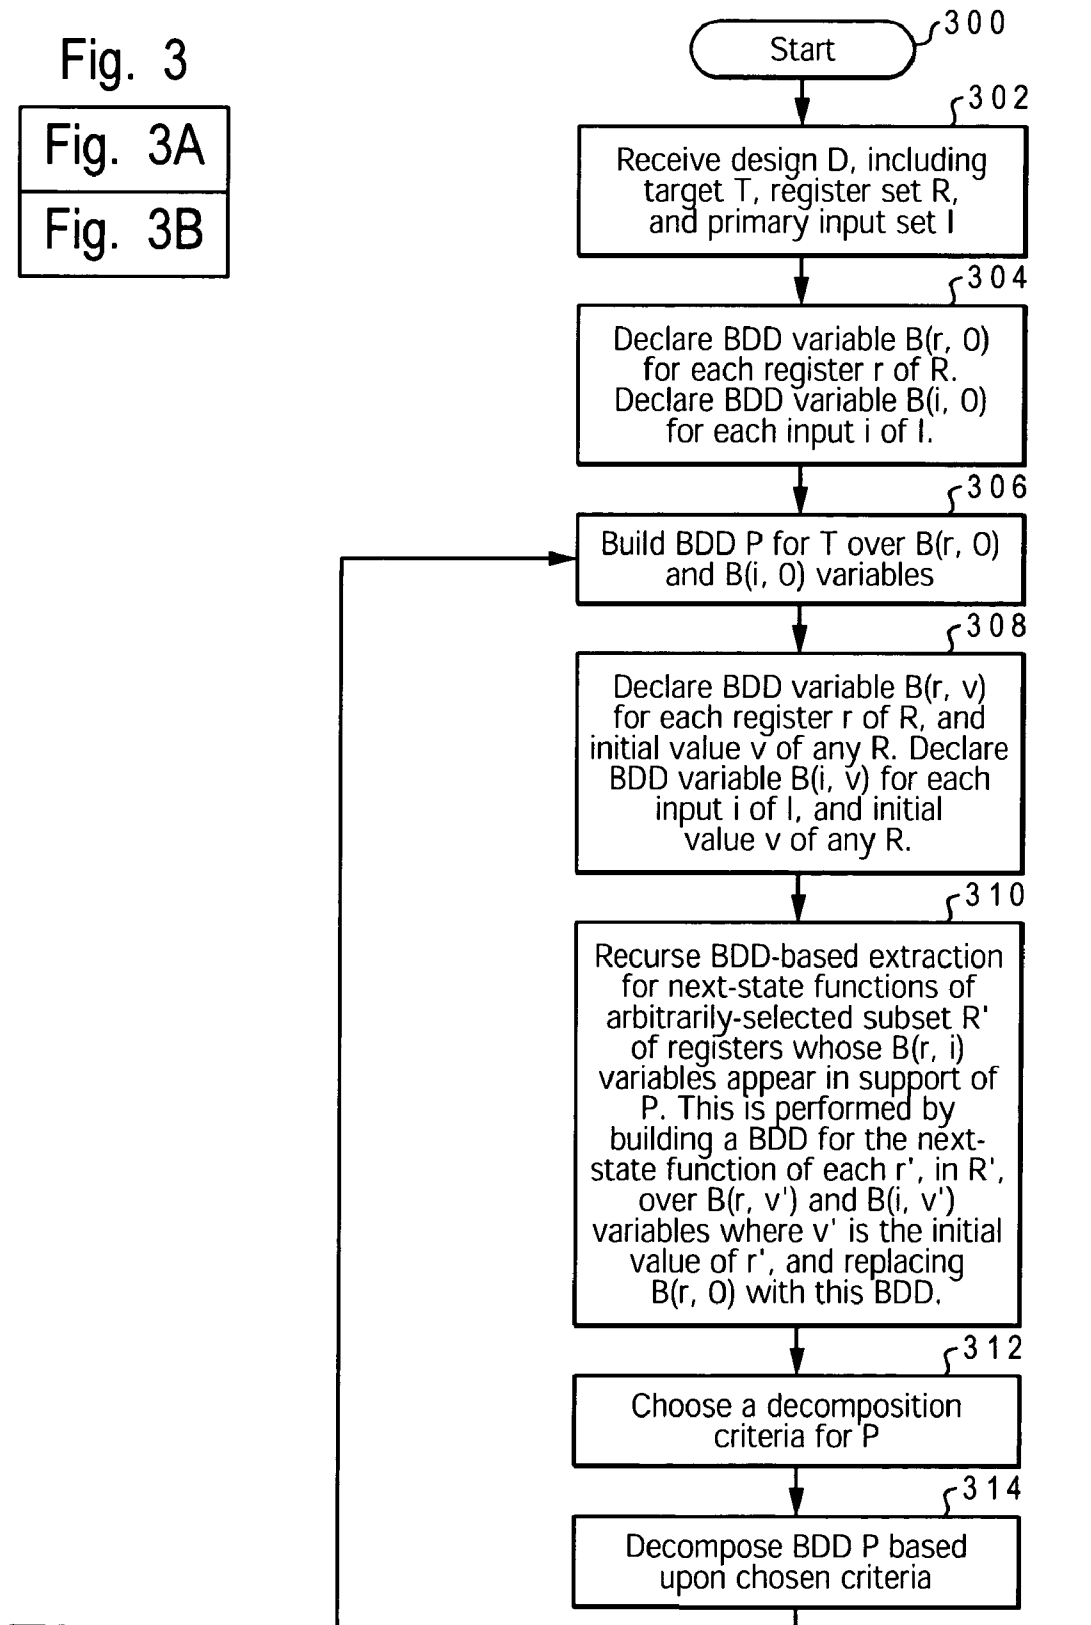 Fig. 3
Fig. 3A
Fig. 3B
300
Start
302
Receive design D, including
target T, register set R,
and primary input set I
304
Declare BDD variable B(r, 0)
for each register r of R.
Declare BDD variable B(i, 0)
for each input i of I.
306
Build BDD P for T over B(r, 0)
and B(i, 0) variables
308
Declare BDD variable B(r, v)
for each register r of R, and
initial value v of any R. Declare
BDD variable B(i, v) for each
input i of I, and initial
value v of any R.
310
Recurse BDD-based extraction
for next-state functions of
arbitrarily-selected subset R'
of registers whose B(r, i)
variables appear in support of
P. This is performed by
building a BDD for the next-
state function of each r', in R',
over B(r, v') and B(i, v')
variables where v' is the initial
value of r', and replacing
B(r, 0) with this BDD.
312
Choose a decomposition
criteria for P
314
Decompose BDD P based
upon chosen criteria